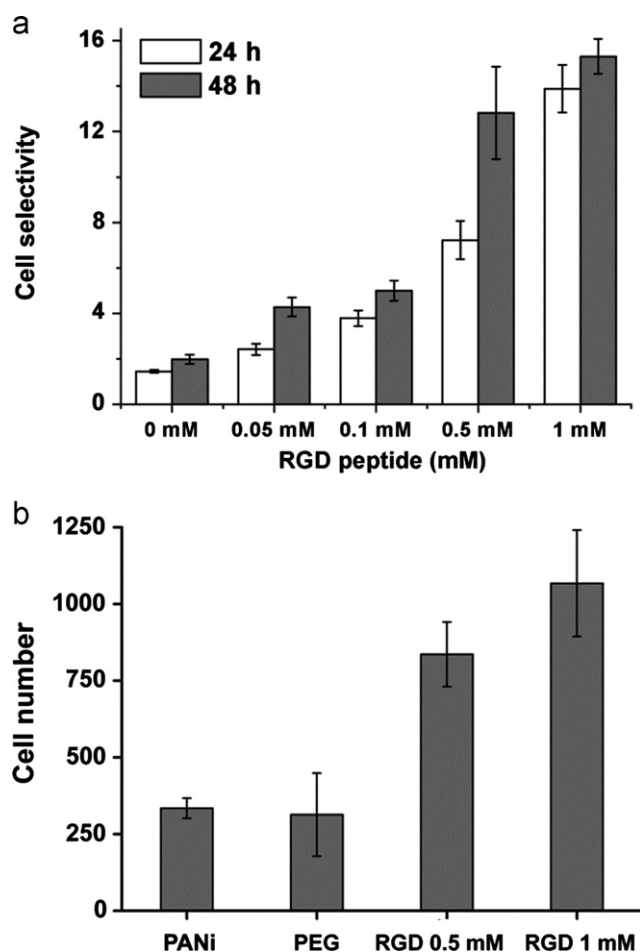 a
16
12
8
4
0
Cell selectivity
24 h
48 h
0 mM 0.05 mM 0.1 mM 0.5 mM 1 mM
RGD peptide (mM)
b
1250
1000
750
500
250
0
Cell number
PANi PEG RGD 0.5 mM RGD 1 mM